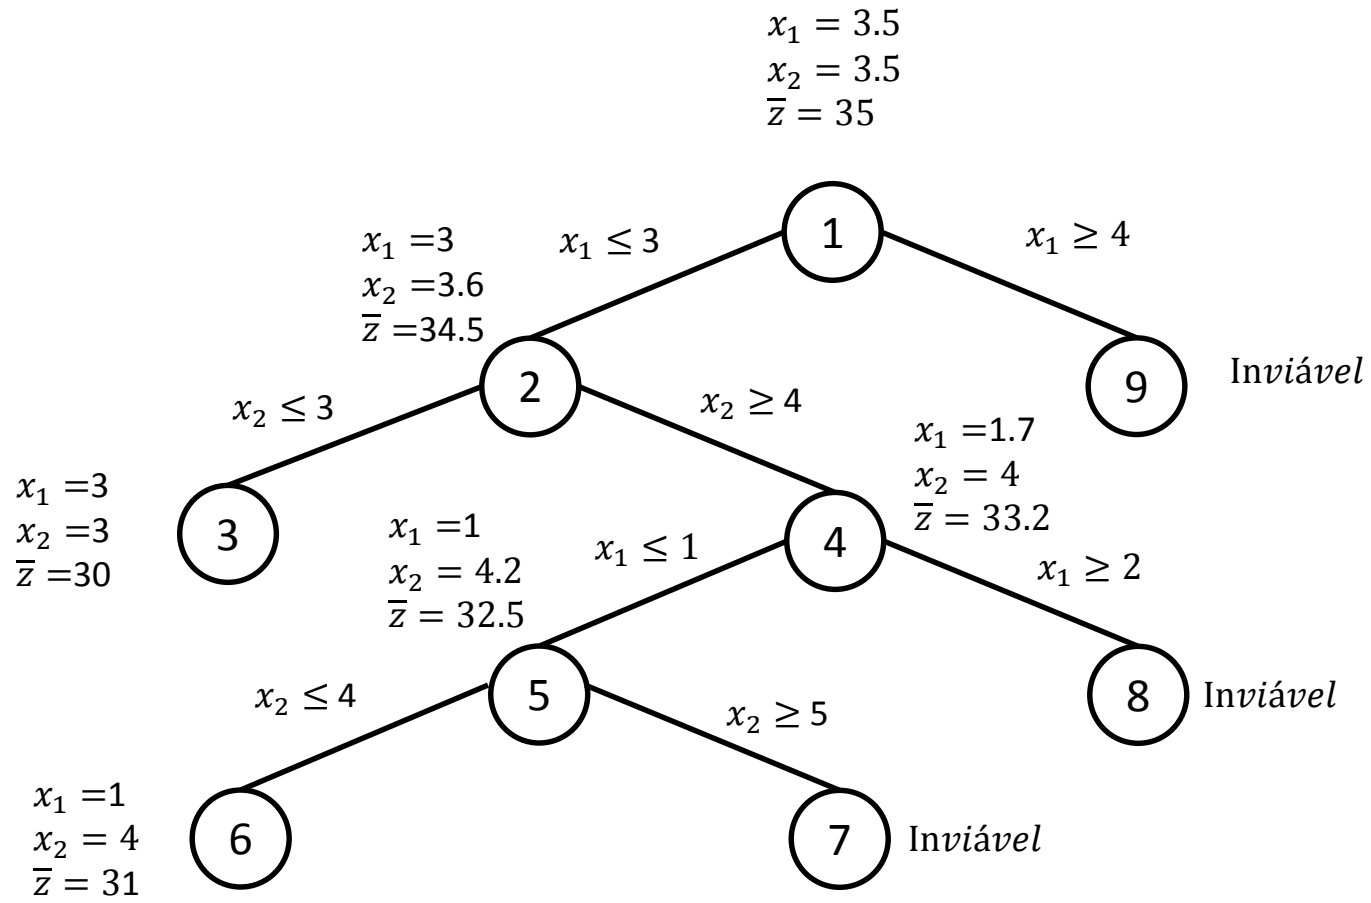 x₁ = 3.5
x₂ = 3.5
z̅ = 35
1
x₁ ≤ 3
x₁ ≥ 4
x₁ =3
x₂ =3.6
z̅ =34.5
2
9
Inviável
x₂ ≤ 3
x₂ ≥ 4
x₁ =1.7
x₂ = 4
z̅ = 33.2
x₁ =3
x₂ =3
z̅ =30
3
x₁ =1
x₂ = 4.2
z̅ = 32.5
x₁ ≤ 1
4
x₁ ≥ 2
5
8
Inviável
x₂ ≤ 4
x₂ ≥ 5
x₁ =1
x₂ = 4
z̅ = 31
6
7
Inviável